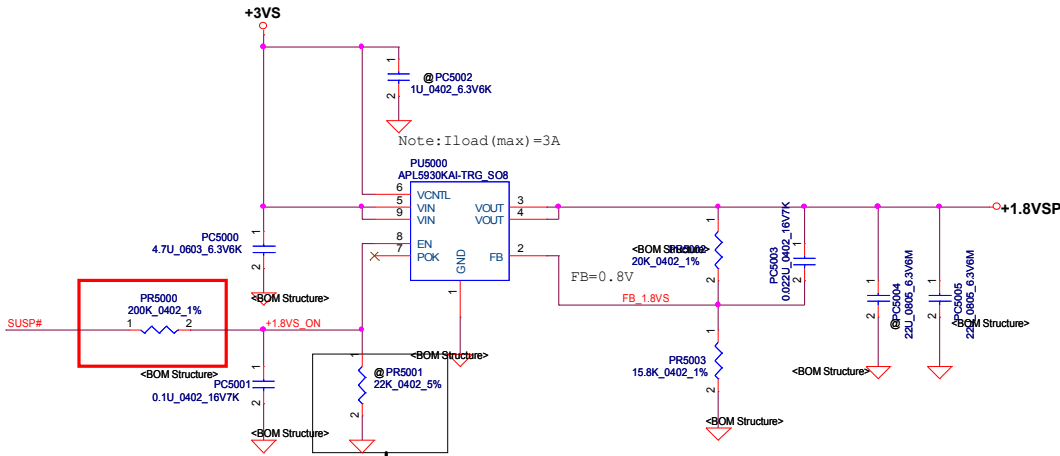 +3VS
1
@ PC5002
1U_0402_6.3V6K
2
Note:Iload(max)=3A
PU5000
APL5930KAI-TRG_SO8
6
VCNTL
5
VIN
VOUT
3
+1.8VSP
9
VIN
VOUT
4
1
PC5000
4.7U_0603_6.3V6K
2
8
EN
7
POK
GND
FB
2
1
<BOM Structure>
PR5002
20K_0402_1%
2
1
PC5003
0.022U_0402_16V7K
2
FB=0.8V
FB_1.8VS
1
@PC5004
22U_0805_6.3V6M
2
1
PC5005
22U_0805_6.3V6M
2
<BOM Structure>
<BOM Structure>
PR5000
200K_0402_1%
SUSP#
1
2
+1.8VS_ON
1
<BOM Structure>
<BOM Structure>
1
PC5001
0.1U_0402_16V7K
2
1
@ PR5001
22K_0402_5%
2
1
PR5003
15.8K_0402_1%
2
<BOM Structure>
<BOM Structure>
<BOM Structure>